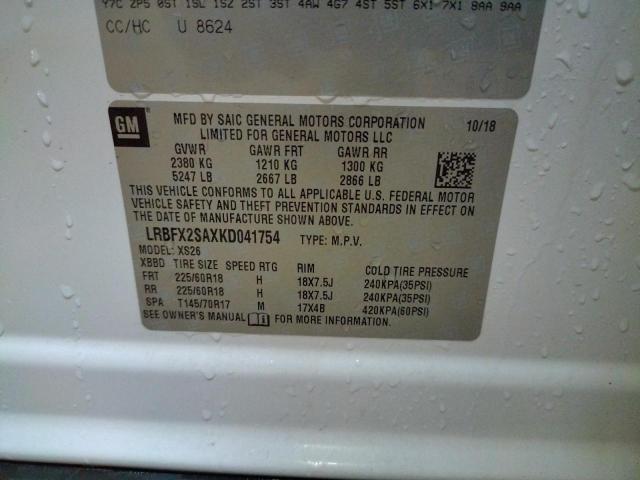 Y7C 2P5 0ST 1SL 1SZ 2ST 3ST 4AW 4G7 4ST 5ST 6X1 7X1 8AA 9AA
CC/HC U 8624
GM
MFD BY SAIC GENERAL MOTORS CORPORATION 10/18
LIMITED FOR GENERAL MOTORS LLC
GVWR GAWR FRT GAWR RR
2380 KG 1210 KG 1300 KG
5247 LB 2667 LB 2866 LB
THIS VEHICLE CONFORMS TO ALL APPLICABLE U.S. FEDERAL MOTOR
VEHICLE SAFETY AND THEFT PREVENTION STANDARDS IN EFFECT ON
THE DATE OF MANUFACTURE SHOWN ABOVE.
LRBFX2SAXKD041754 TYPE: M.P.V.
MODEL: XS26
XBBD TIRE SIZE SPEED RTG RIM COLD TIRE PRESSURE
FRT 225/60R18 H 18X7.5J 240KPA(35PSI)
RR 225/60R18 H 18X7.5J 240KPA(35PSI)
SPA T145/70R17 M 17X4B 420KPA(60PSI)
SEE OWNER'S MANUAL FOR MORE INFORMATION.